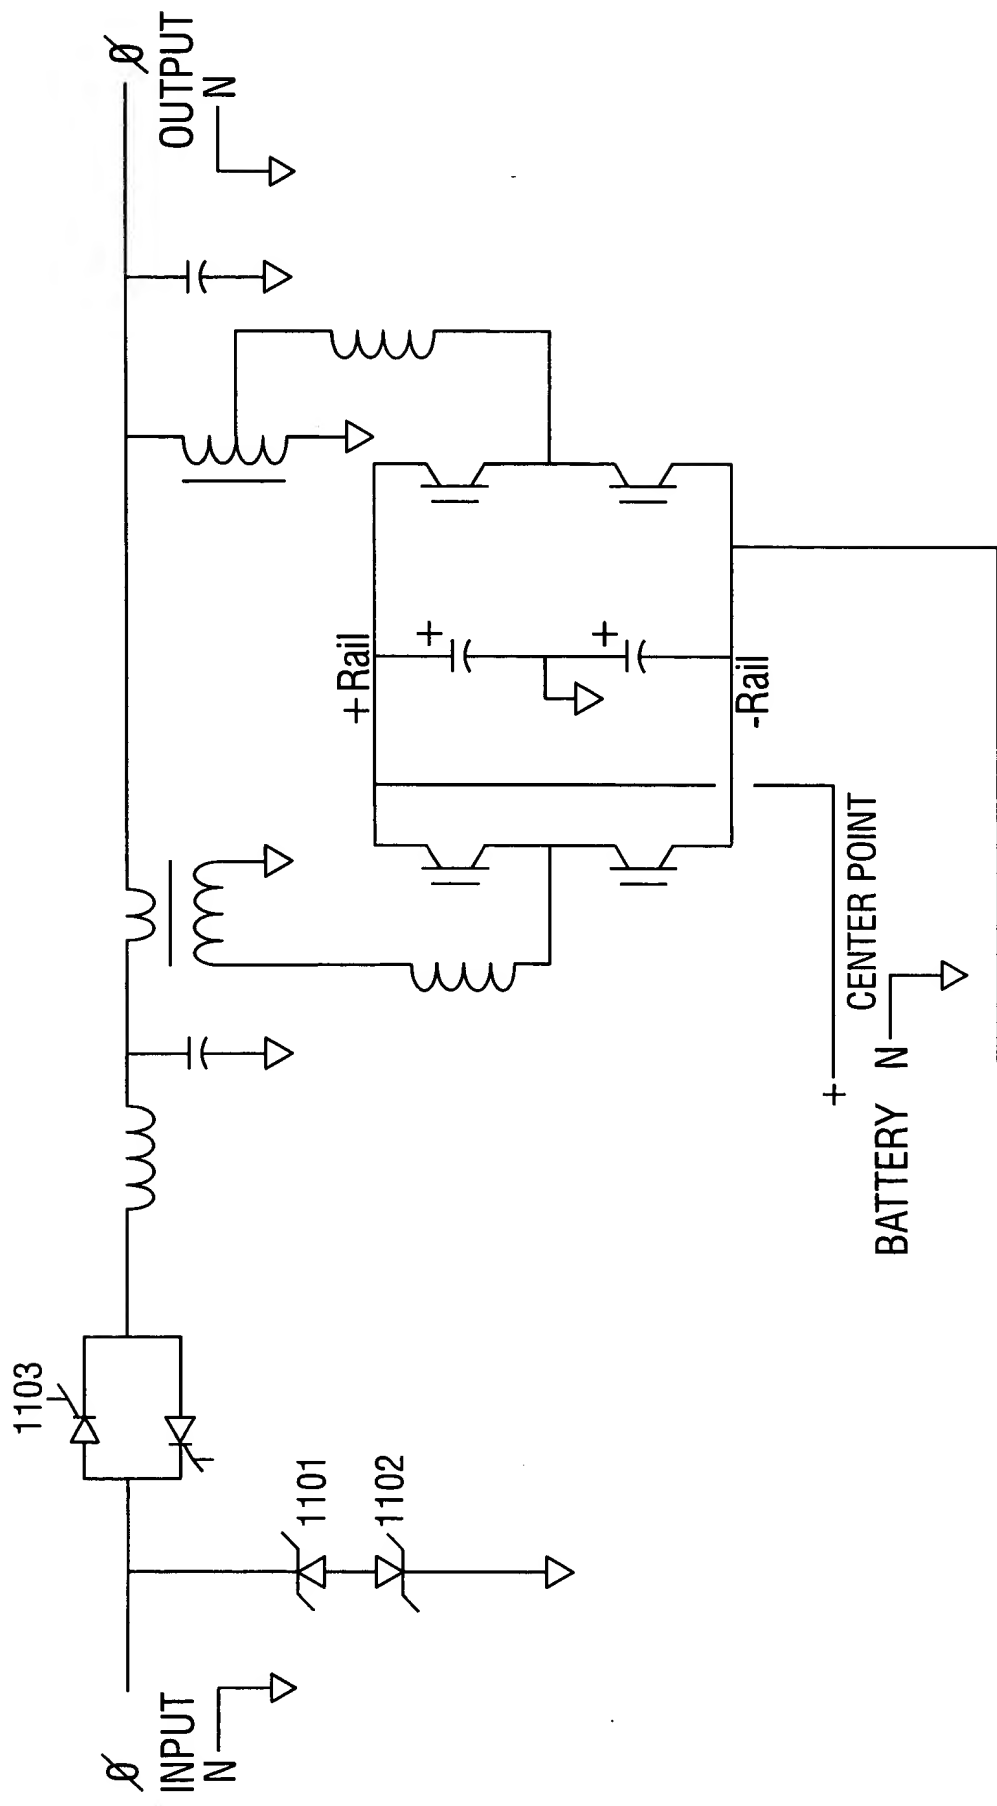 Ø
INPUT
N
1101
1102
1103
+
BATTERY N
CENTER POINT
+Rail
-Rail
+
+
Ø
OUTPUT
N